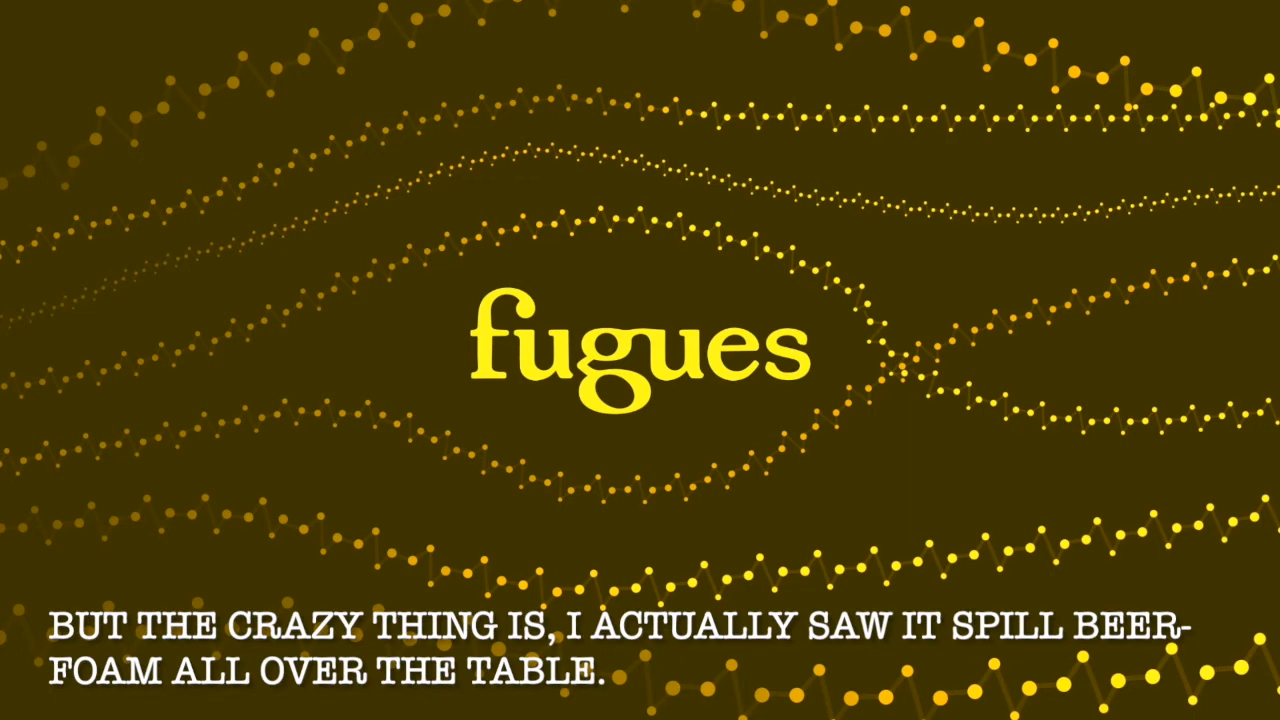 fugues
BUT THE CRAZY THING IS, I ACTUALLY SAW IT SPILL BEER-
FOAM ALL OVER THE TABLE.